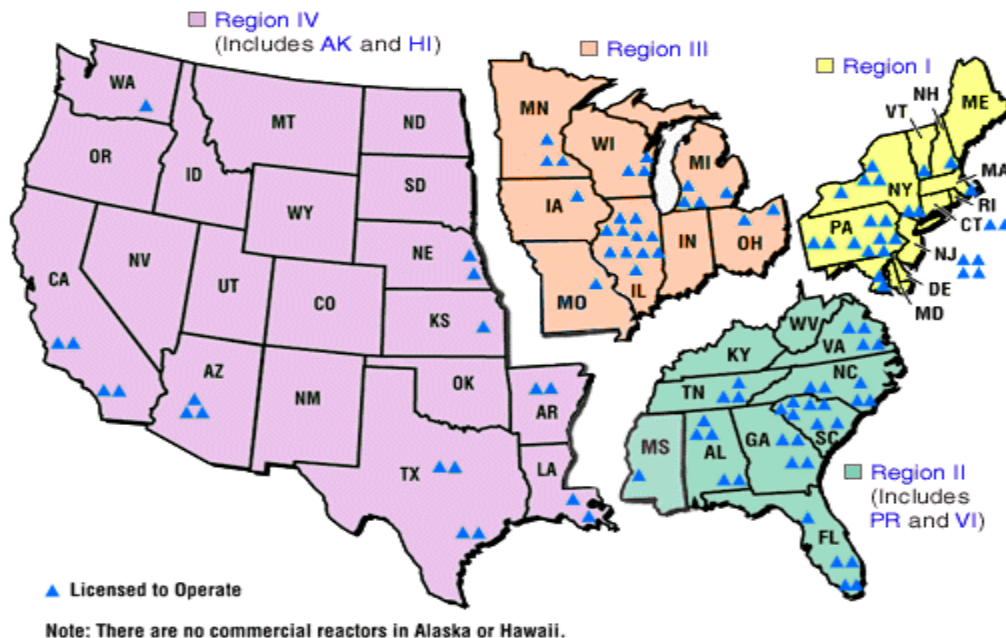 Region IV
(Includes AK and HI)
Region III
Region I
WA
MT
ND
OR
ID
SD
WY
NE
NV
UT
CO
CA
KS
AZ
NM
OK
TX
AR
LA
MN
WI
MI
IA
IL
IN
OH
MO
NH
VT
ME
MA
NY
RI
CT
PA
NJ
DE
MD
WV
KY
VA
TN
NC
MS
AL
GA
SC
FL
Region II
(Includes
PR and VI)
Licensed to Operate
Note: There are no commercial reactors in Alaska or Hawaii.